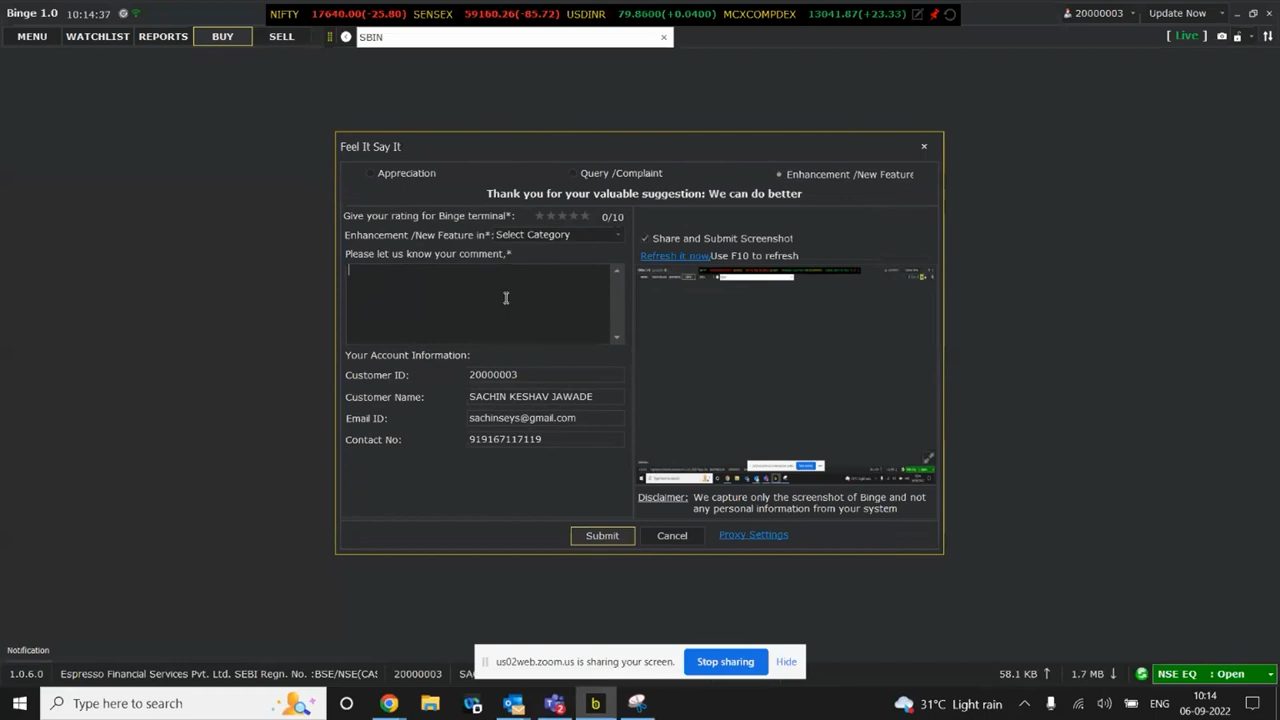 Binge 1.0
10:14:37
NIFTY 17640.00(-25.80) SENSEX 59160.26(-85.72) USDINR 79.8600(+0.0400) MCXCOMPDEX 13041.87(+23.33)
20000003
Update Now
MENU WATCHLIST REPORTS BUY SELL
SBIN
[ Live ]
Feel It Say It
Appreciation
Query /Complaint
Enhancement /New Feature
Thank you for your valuable suggestion: We can do better
Give your rating for Binge terminal*:
0/10
Enhancement /New Feature in*: Select Category
Please let us know your comment,*
Share and Submit Screenshot
Refresh it now. Use F10 to refresh
Your Account Information:
Customer ID: 20000003
Customer Name: SACHIN KESHAV JAWADE
Email ID: sachinseys@gmail.com
Contact No: 919167117119
Disclaimer: We capture only the screenshot of Binge and not
any personal information from your system
Submit
Cancel
Proxy Settings
Notification
us02web.zoom.us is sharing your screen.
Stop sharing
Hide
1.0.6.0
Espresso Financial Services Pvt. Ltd. SEBI Regn. No. :BSE/NSE(CAS
20000003
58.1 KB
1.7 MB
NSE EQ : Open
Type here to search
31°C Light rain
ENG
10:14
06-09-2022